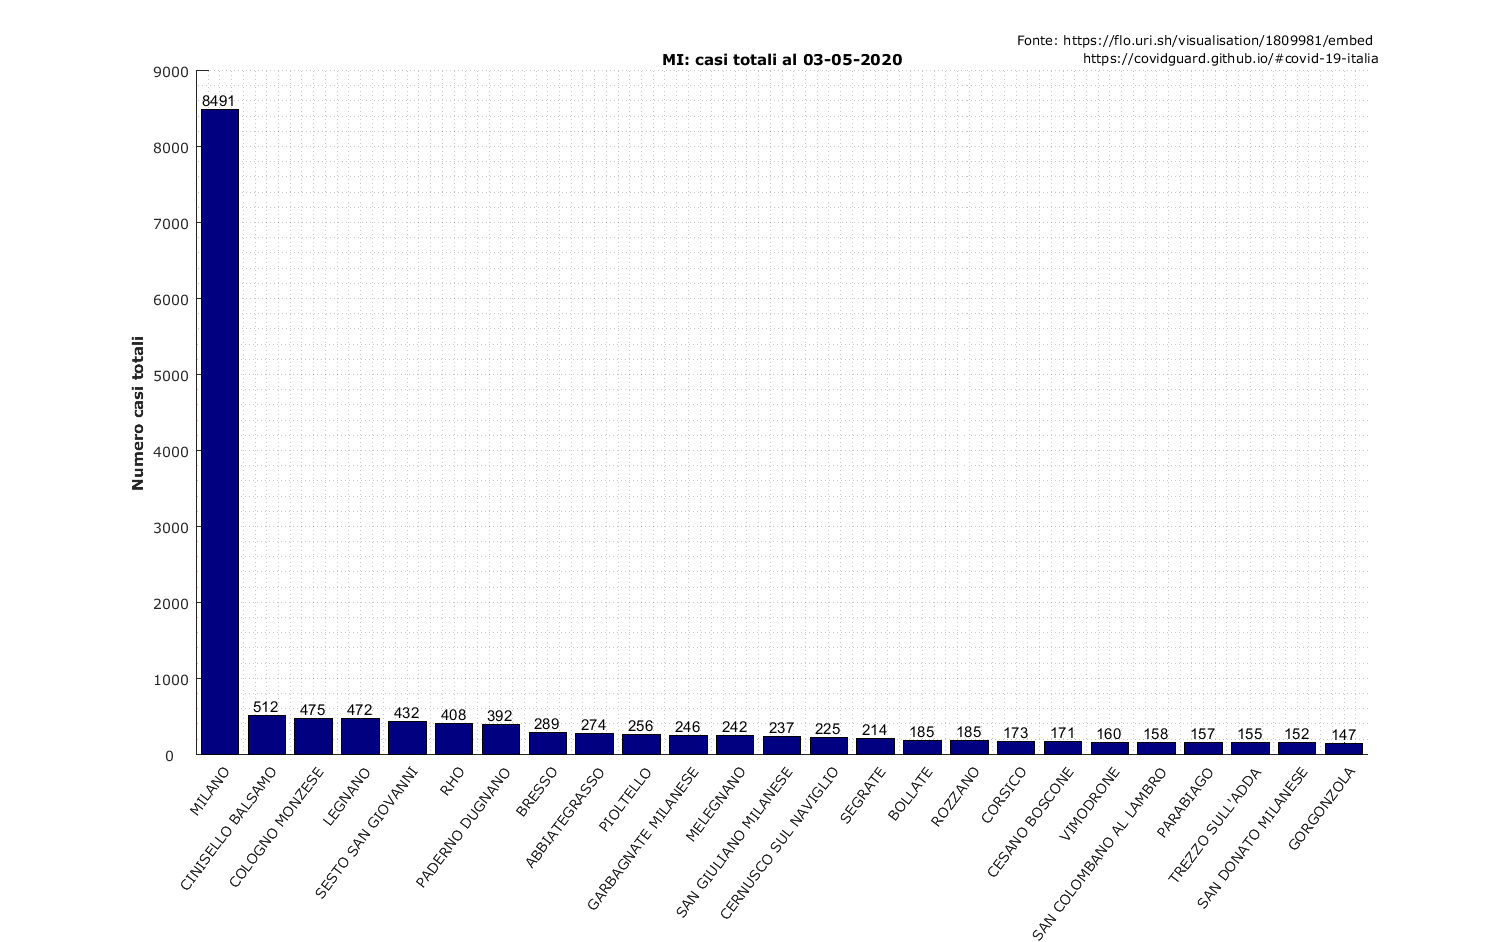 Fonte: https://flo.uri.sh/visualisation/1809981/embed
https://covidguard.github.io/#covid-19-italia
MI: casi totali al 03-05-2020
Numero casi totali
9000
8000
7000
6000
5000
4000
3000
2000
1000
0
8491
512
475
472
432
408
392
289
274
256
246
242
237
225
214
185
185
173
171
160
158
157
155
152
147
MILANO
CINISELLO BALSAMO
COLOGNO MONZESE
LEGNANO
SESTO SAN GIOVANNI
RHO
PADERNO DUGNANO
BRESSO
ABBIATEGRASSO
PIOLTELLO
GARBAGNATE MILANESE
MELEGNANO
SAN GIULIANO MILANESE
CERNUSCO SUL NAVIGLIO
SEGRATE
BOLLATE
ROZZANO
CORSICO
CESANO BOSCONE
VIMODRONE
SAN COLOMBANO AL LAMBRO
PARABIAGO
TREZZO SULL'ADDA
SAN DONATO MILANESE
GORGONZOLA